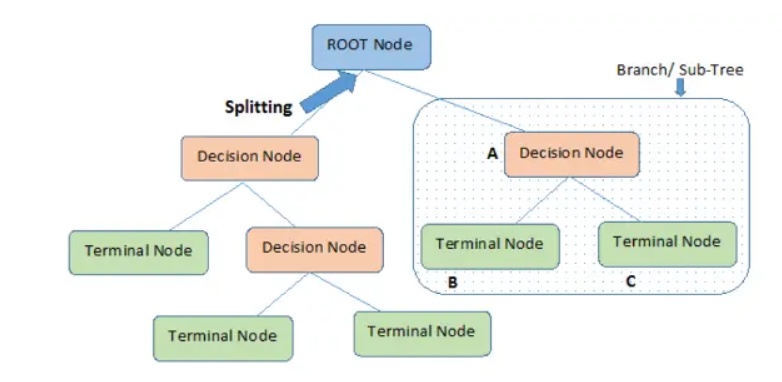 ROOT Node
Branch/ Sub-Tree
Splitting
Decision Node
A
Decision Node
Terminal Node
Decision Node
Terminal Node
Terminal Node
B
C
Terminal Node
Terminal Node